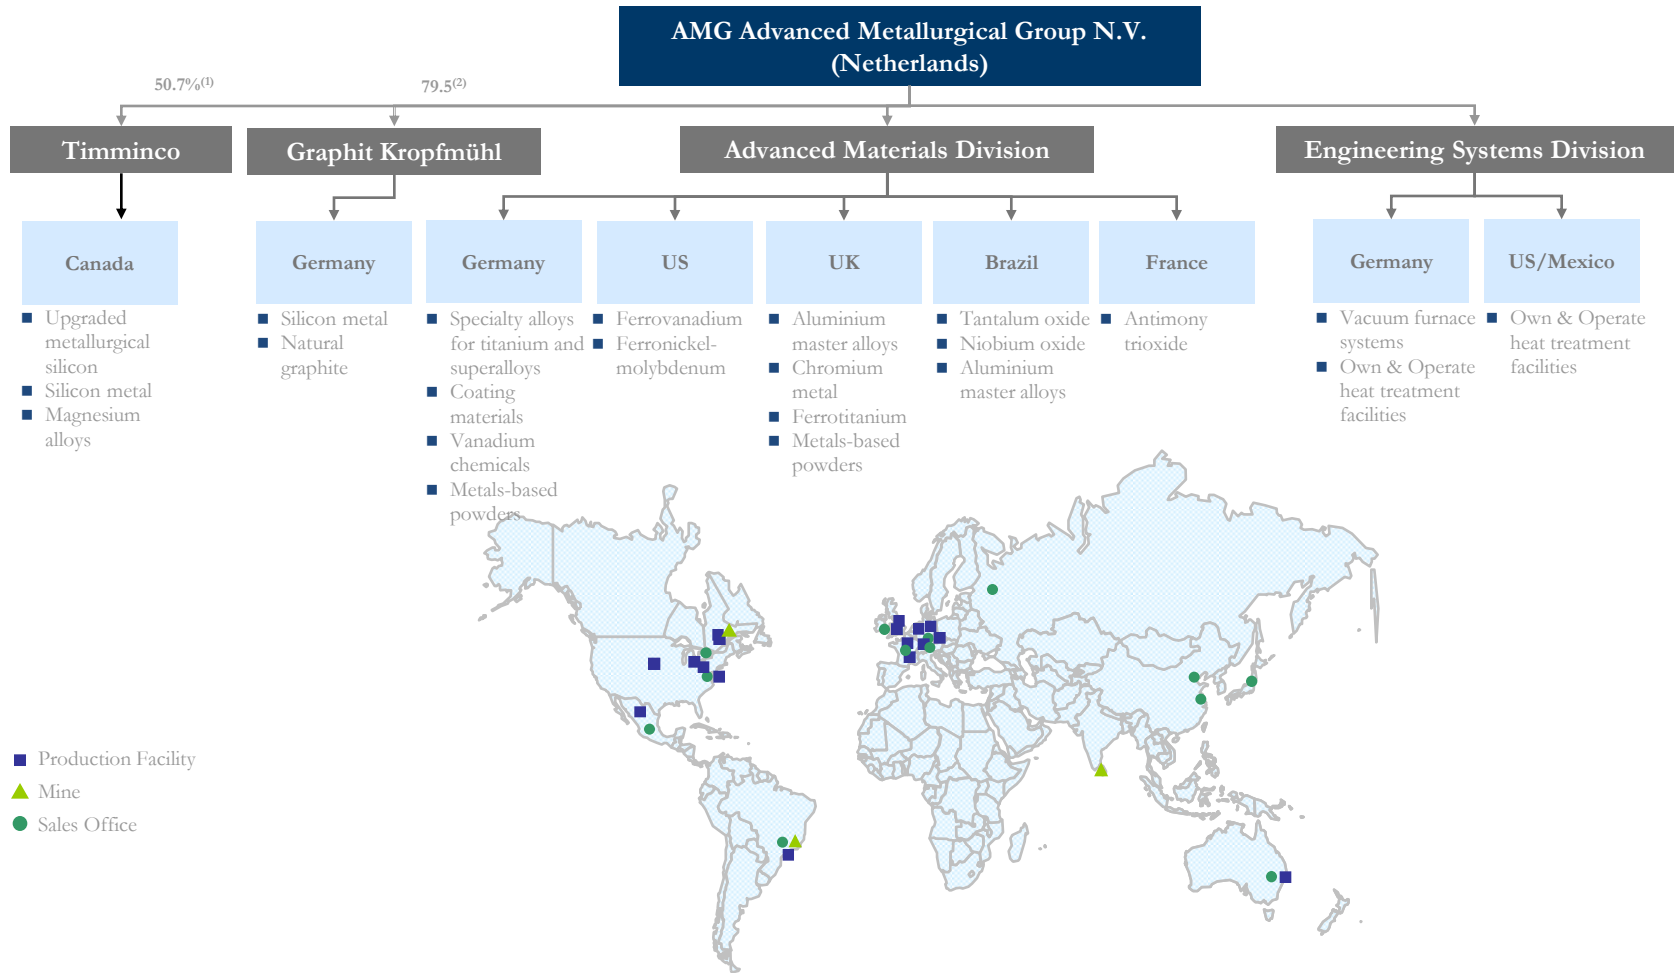 AMG Advanced Metallurgical Group N.V.
(Netherlands)
50.7%(1)
79.5(2)
Timminco
Graphit Kropfmühl
Advanced Materials Division
Engineering Systems Division
Canada
Germany
Germany
US
UK
Brazil
France
Germany
US/Mexico
Upgraded
metallurgical
silicon
Silicon metal
Magnesium
alloys
Silicon metal
Natural
graphite
Specialty alloys
for titanium and
superalloys
Coating
materials
Vanadium
chemicals
Metals-based
powders
Ferrovanadium
Ferronickel-
molybdenum
Aluminium
master alloys
Chromium
metal
Ferrotitanium
Metals-based
powders
Tantalum oxide
Niobium oxide
Aluminium
master alloys
Antimony
trioxide
Vacuum furnace
systems
Own & Operate
heat treatment
facilities
Own & Operate
heat treatment
facilities
Production Facility
Mine
Sales Office